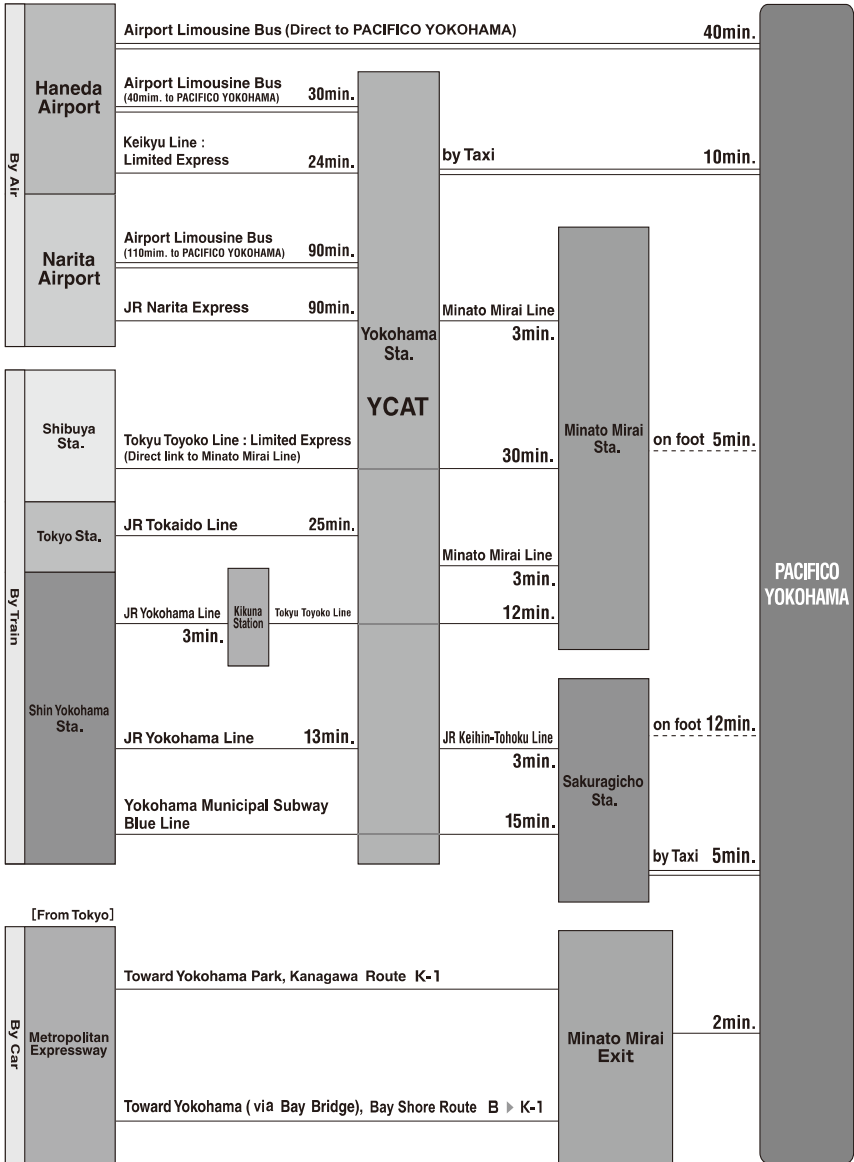 Airport Limousine Bus (Direct to PACIFICO YOKOHAMA) 40min.
By Air
Haneda
Airport
Airport Limousine Bus
(40mim. to PACIFICO YOKOHAMA) 30min.
Keikyu Line :
Limited Express 24min.
by Taxi 10min.
Narita
Airport
Airport Limousine Bus
(110mim. to PACIFICO YOKOHAMA) 90min.
JR Narita Express 90min.
Yokohama
Sta.
YCAT
Minato Mirai Line
3min.
By Train
Shibuya
Sta.
Tokyu Toyoko Line : Limited Express
(Direct link to Minato Mirai Line)
30min.
Minato Mirai
Sta.
on foot 5min.
Tokyo Sta.
JR Tokaido Line 25min.
Minato Mirai Line
3min.
PACIFICO
YOKOHAMA
Shin Yokohama
Sta.
JR Yokohama Line
3min.
Kikuna
Station
Tokyu Toyoko Line
12min.
JR Yokohama Line 13min.
JR Keihin-Tohoku Line
3min.
Sakuragicho
Sta.
on foot 12min.
Yokohama Municipal Subway
Blue Line
15min.
by Taxi 5min.
[From Tokyo]
By Car
Metropolitan
Expressway
Toward Yokohama Park, Kanagawa Route K-1
Toward Yokohama ( via Bay Bridge), Bay Shore Route B ▶ K-1
Minato Mirai
Exit
2min.